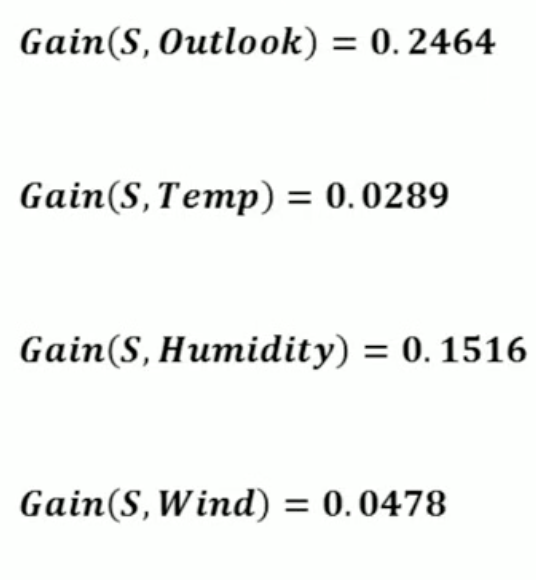 Gain(S, Outlook) = 0.2464
Gain(S, Temp) = 0.0289
Gain(S, Humidity) = 0.1516
Gain(S, Wind) = 0.0478